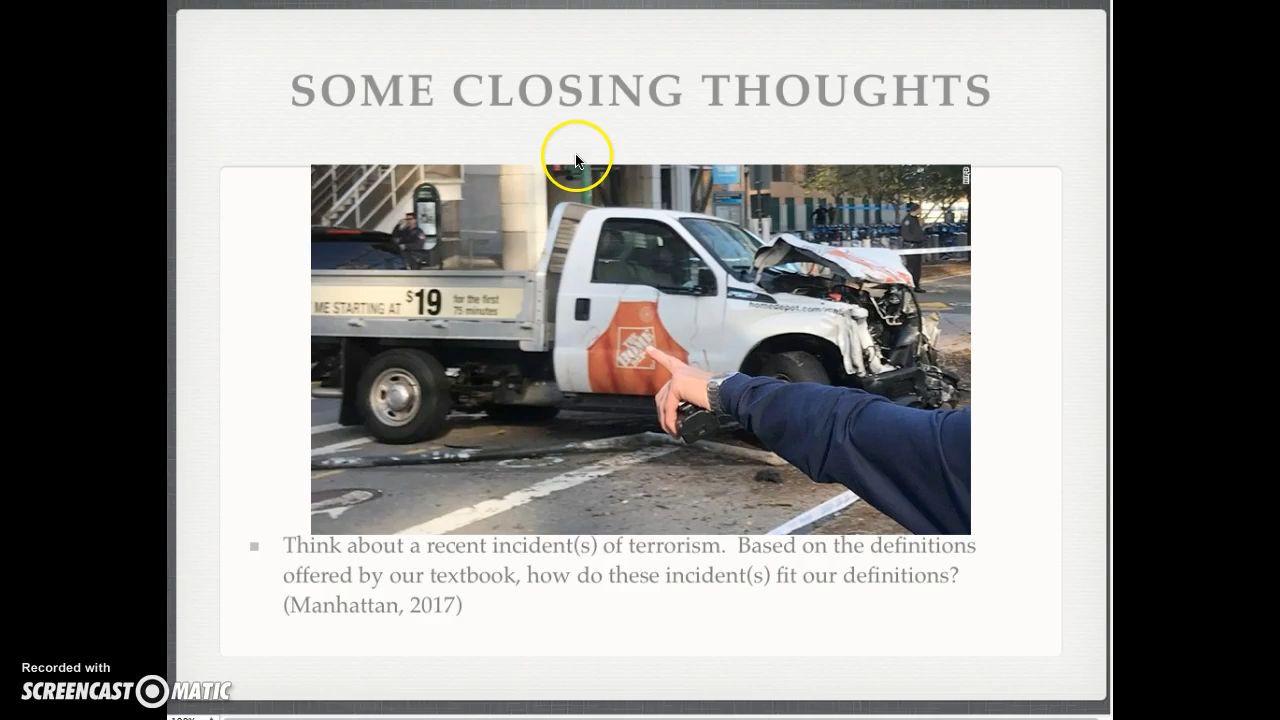 SOME CLOSING THOUGHTS
ME STARTING AT $19 for the first
75 minutes
homedepot.com
THE
HOME
Think about a recent incident(s) of terrorism. Based on the definitions
offered by our textbook, how do these incident(s) fit our definitions?
(Manhattan, 2017)
Recorded with
SCREENCAST MATIC